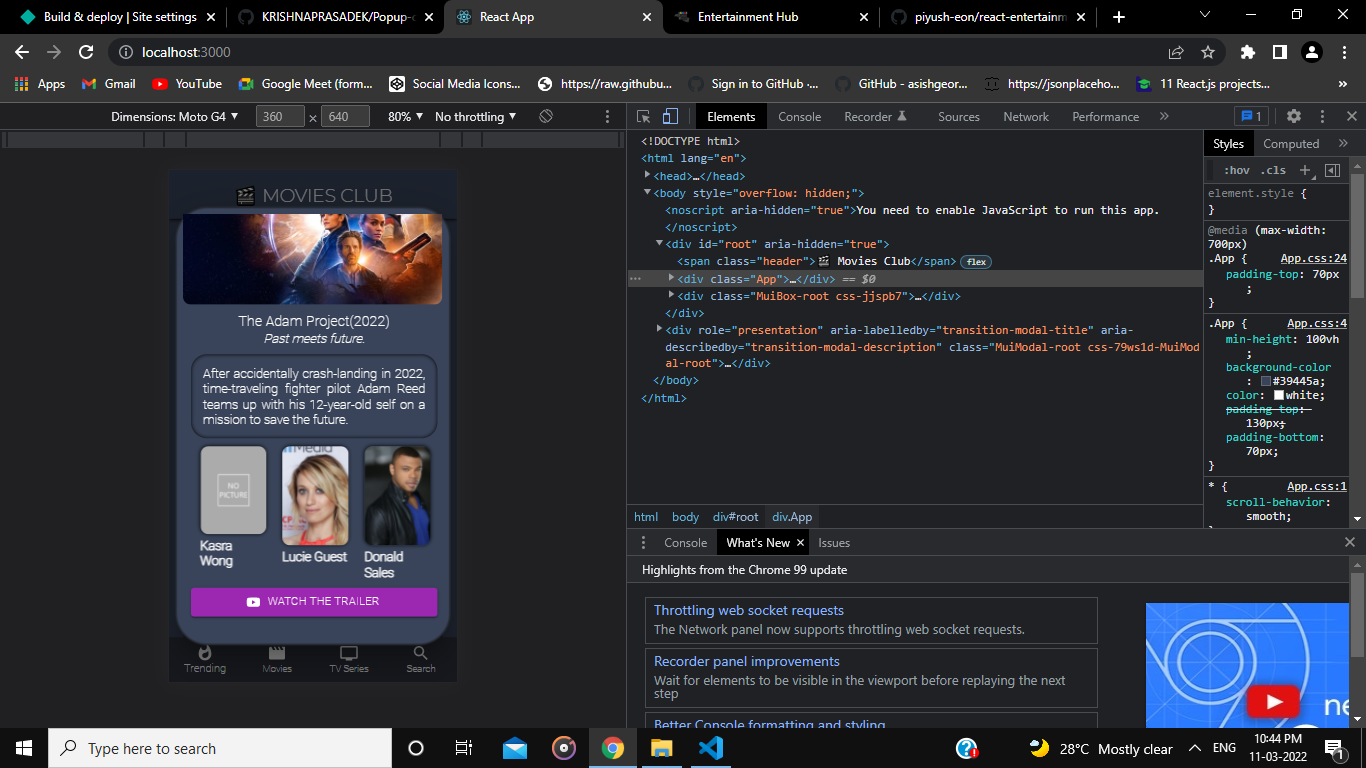 Build & deploy | Site settings
KRISHNAPRASADEK/Popup-c
React App
Entertainment Hub
piyush-eon/react-entertainm
localhost:3000
Apps
Gmail
YouTube
Google Meet (form...
Social Media Icons...
https://raw.githubu...
Sign in to GitHub ·...
GitHub - asishgeor...
https://jsonplaceho...
11 React.js projects...
»
Dimensions: Moto G4 ▼
360 × 640
80% ▼
No throttling ▼
Elements
Console
Recorder
Sources
Network
Performance
»
1
MOVIES CLUB
The Adam Project(2022)
Past meets future.
After accidentally crash-landing in 2022,
time-traveling fighter pilot Adam Reed
teams up with his 12-year-old self on a
mission to save the future.
NO
PICTURE
Kasra
Wong
Lucie Guest
Donald
Sales
WATCH THE TRAILER
Trending
Movies
TV Series
Search
<!DOCTYPE html>
<html lang="en">
<head>…</head>
<body style="overflow: hidden;">
<noscript aria-hidden="true">You need to enable JavaScript to run this app.
</noscript>
<div id="root" aria-hidden="true">
<span class="header">🎬 Movies Club</span> flex
<div class="App">…</div> == $0
<div class="MuiBox-root css-jjspb7">…</div>
</div>
<div role="presentation" aria-labelledby="transition-modal-title" aria-
describedby="transition-modal-description" class="MuiModal-root css-79ws1d-MuiMod
al-root">…</div>
</body>
</html>
html body div#root div.App
Styles
Computed
»
:hov .cls +
element.style {
}
@media (max-width:
700px)
.App { App.css:24
padding-top: 70px
;
}
.App { App.css:4
min-height: 100vh
;
background-color
: #39445a;
color: white;
padding-top:
130px;
padding-bottom:
70px;
}
* { App.css:1
scroll-behavior:
smooth;
Console
What's New
Issues
Highlights from the Chrome 99 update
Throttling web socket requests
The Network panel now supports throttling web socket requests.
Recorder panel improvements
Wait for elements to be visible in the viewport before replaying the next
step
Better Console formatting and styling
ne
Type here to search
28°C Mostly clear
ENG
10:44 PM
11-03-2022
1